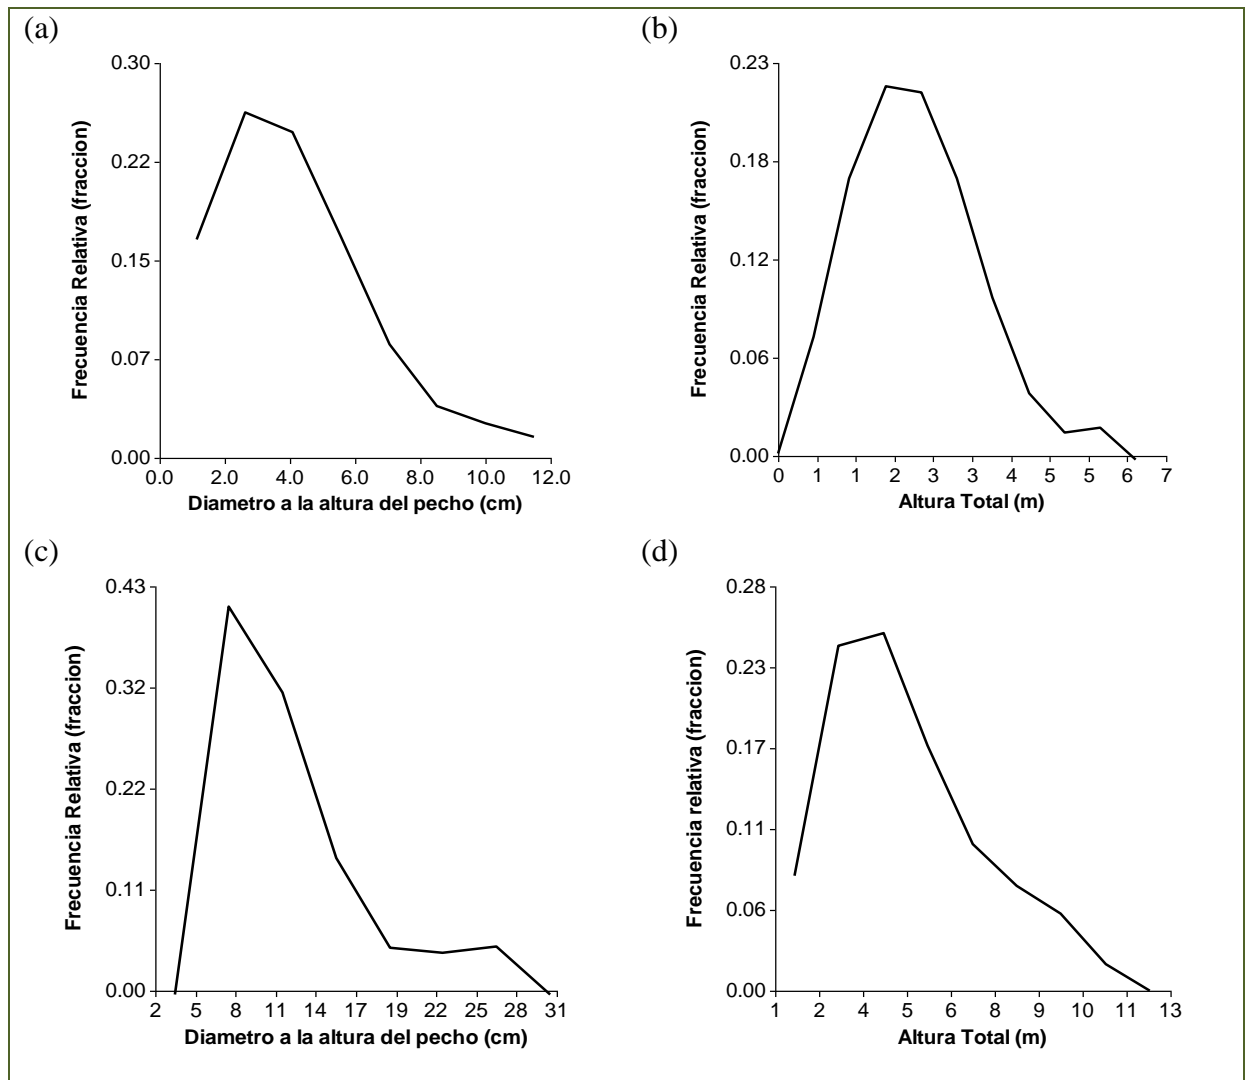 (a)
Frecuencia Relativa (fraccion)
0.30
0.22
0.15
0.07
0.00
0.0 2.0 4.0 6.0 8.0 10.0 12.0
Diametro a la altura del pecho (cm)
(b)
Frecuencia Relativa (fraccion)
0.23
0.18
0.12
0.06
0.00
0 1 1 2 3 3 4 5 5 6 7
Altura Total (m)
(c)
Frecuencia Relativa (fraccion)
0.43
0.32
0.22
0.11
0.00
2 5 8 11 14 17 19 22 25 28 31
Diametro a la altura del pecho (cm)
(d)
Frecuencia relativa (fraccion)
0.28
0.23
0.17
0.11
0.06
0.00
1 2 4 5 6 8 9 10 11 13
Altura Total (m)